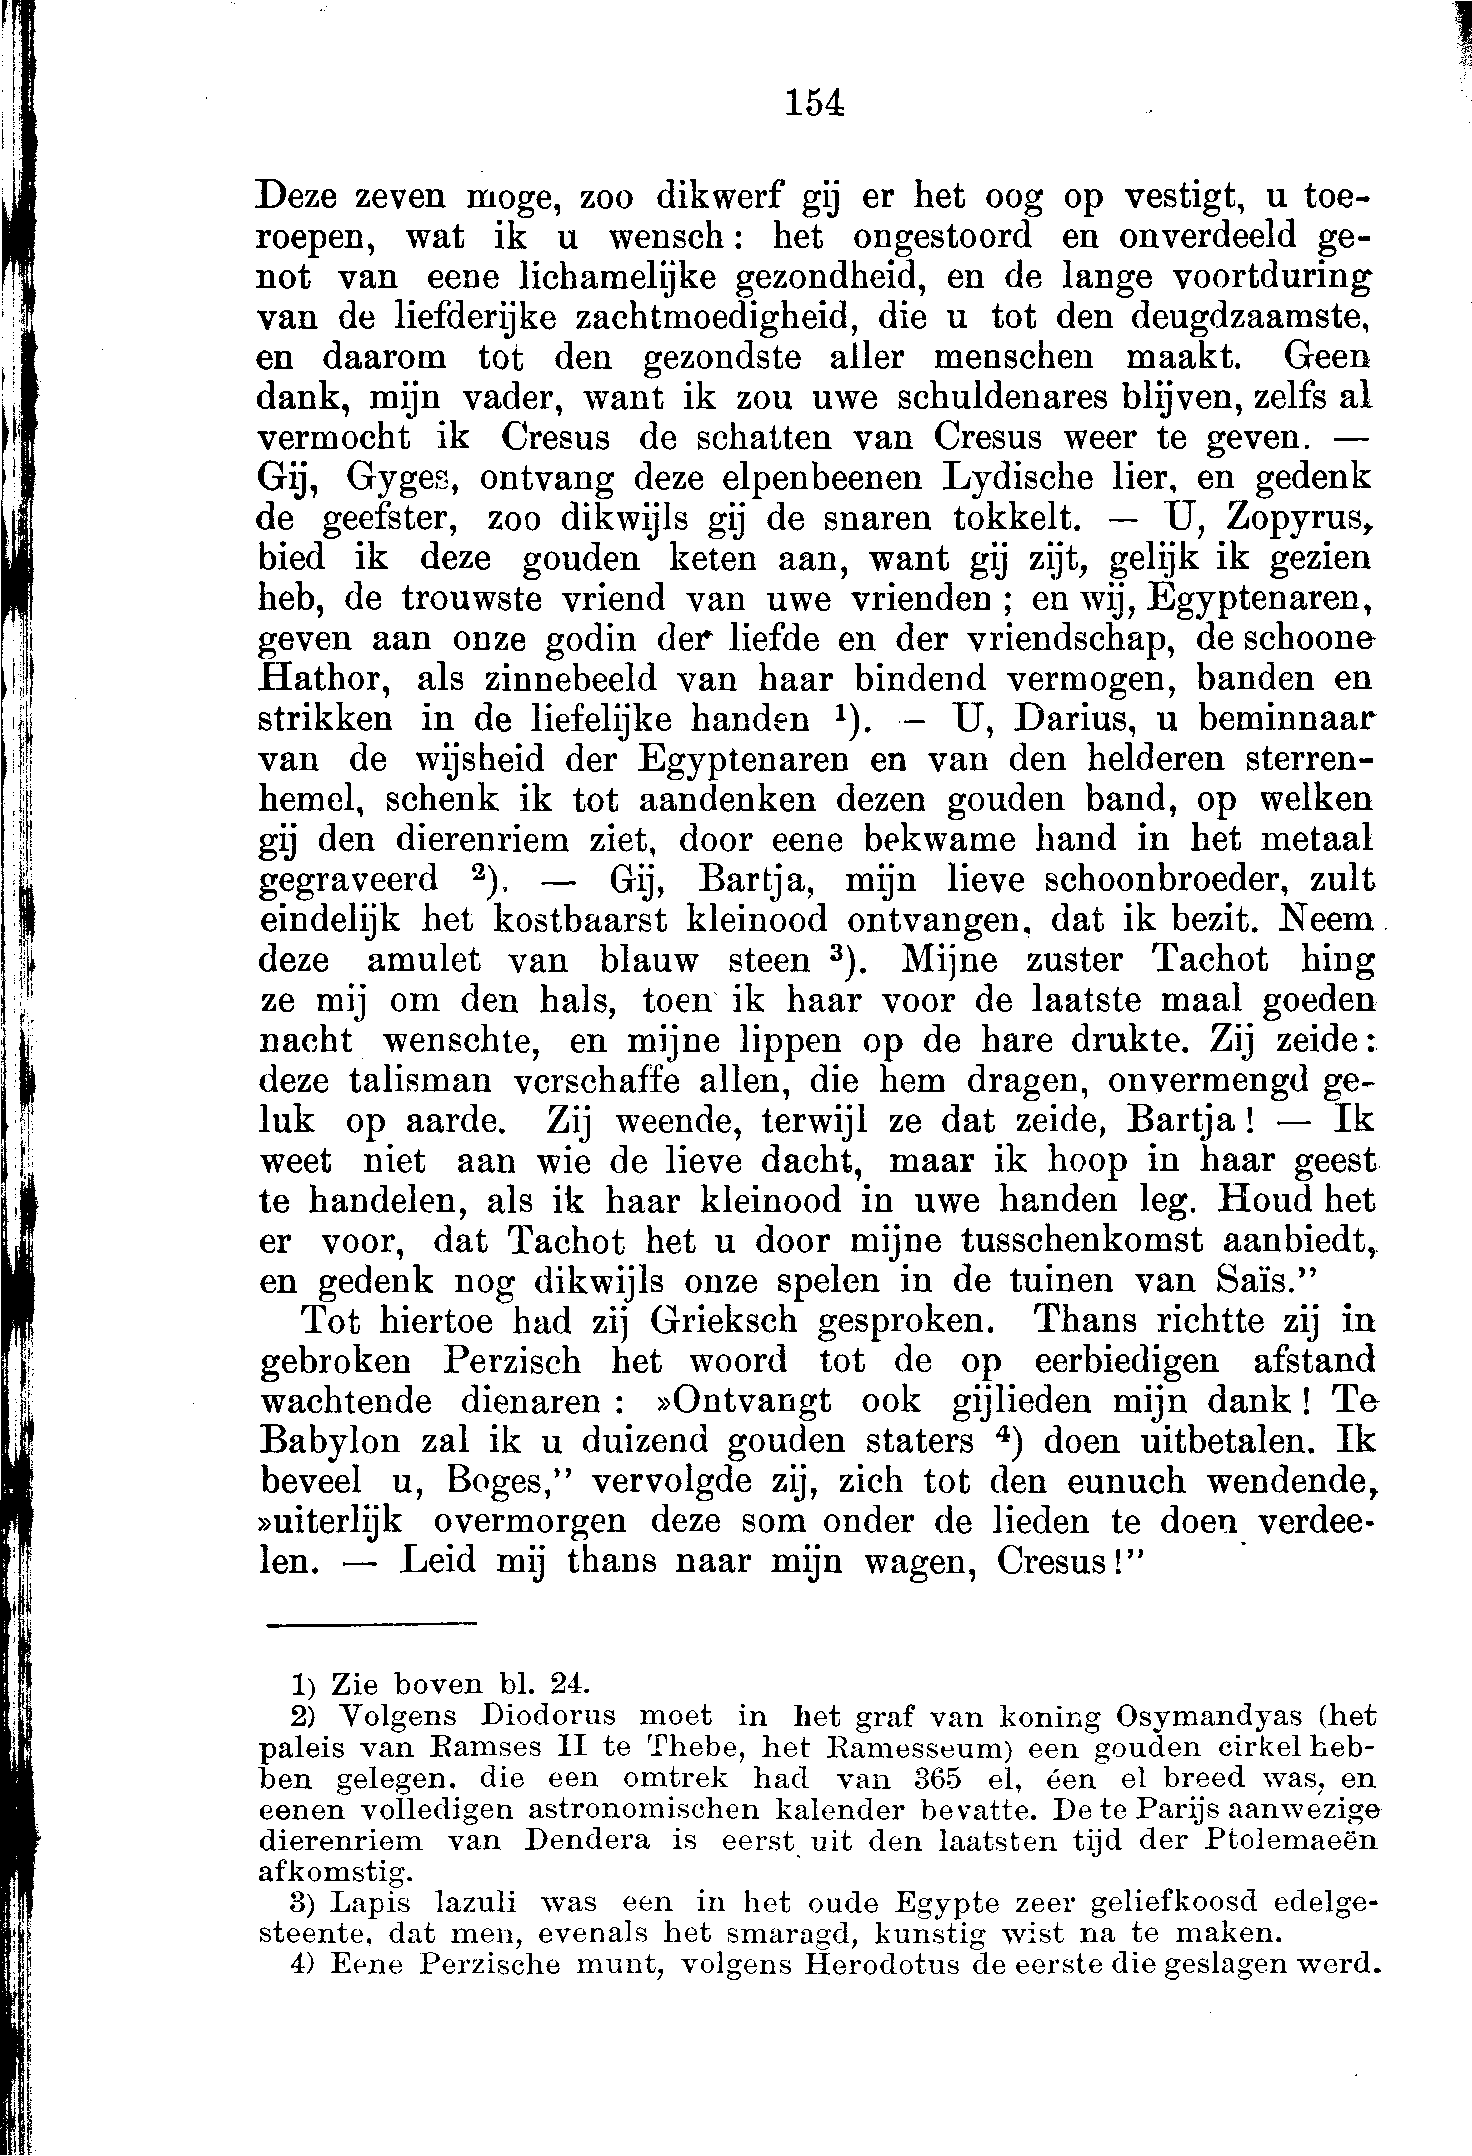 154
Deze zeven moge, zoo dikwerf gij er het oog op vestigt, u toe-
roepen, wat ik u wensch: het ongestoord en onverdeeld ge-
not van eene lichamelijke gezondheid, en de lange voortduring
van de liefderijke zachtmoedigheid, die u tot den deugdzaamste,
en daarom tot den gezondste aller menschen maakt. Geen
dank, mijn vader, want ik zou uwe schuldenares blijven, zelfs al
vermocht ik Cresus de schatten van Cresus weer te geven. —
Gij, Gyges, ontvang deze elpenbeenen Lydische lier, en gedenk
de geefster, zoo dikwijls gij de snaren tokkelt. — U, Zopyrus,
bied ik deze gouden keten aan, want gij zijt, gelijk ik gezien
heb, de trouwste vriend van uwe vrienden; en wij, Egyptenaren,
geven aan onze godin der liefde en der vriendschap, de schoone
Hathor, als zinnebeeld van haar bindend vermogen, banden en
strikken in de liefelijke handen ¹). — U, Darius, u beminnaar
van de wijsheid der Egyptenaren en van den helderen sterren-
hemel, schenk ik tot aandenken dezen gouden band, op welken
gij den dierenriem ziet, door eene bekwame hand in het metaal
gegraveerd ²). — Gij, Bartja, mijn lieve schoonbroeder, zult
eindelijk het kostbaarst kleinood ontvangen, dat ik bezit. Neem
deze amulet van blauw steen ³). Mijne zuster Tachot hing
ze mij om den hals, toen ik haar voor de laatste maal goeden
nacht wenschte, en mijne lippen op de hare drukte. Zij zeide:
deze talisman verschaffe allen, die hem dragen, onvermengd ge-
luk op aarde. Zij weende, terwijl ze dat zeide, Bartja! — Ik
weet niet aan wie de lieve dacht, maar ik hoop in haar geest
te handelen, als ik haar kleinood in uwe handen leg. Houd het
er voor, dat Tachot het u door mijne tusschenkomst aanbiedt,
en gedenk nog dikwijls onze spelen in de tuinen van Saïs.”
Tot hiertoe had zij Grieksch gesproken. Thans richtte zij in
gebroken Perzisch het woord tot de op eerbiedigen afstand
wachtende dienaren: »Ontvangt ook gijlieden mijn dank! Te
Babylon zal ik u duizend gouden staters ⁴) doen uitbetalen. Ik
beveel u, Boges,” vervolgde zij, zich tot den eunuch wendende,
»uiterlijk overmorgen deze som onder de lieden te doen verdee-
len. — Leid mij thans naar mijn wagen, Cresus!”
1) Zie boven bl. 24.
2) Volgens Diodorus moet in het graf van koning Osymandyas (het
paleis van Ramses II te Thebe, het Ramesseum) een gouden cirkel heb-
ben gelegen, die een omtrek had van 365 el, éen el breed was, en
eenen volledigen astronomischen kalender bevatte. De te Parijs aanwezige
dierenriem van Dendera is eerst uit den laatsten tijd der Ptolemaeën
afkomstig.
3) Lapis lazuli was een in het oude Egypte zeer geliefkoosd edelge-
steente, dat men, evenals het smaragd, kunstig wist na te maken.
4) Eene Perzische munt, volgens Herodotus de eerste die geslagen werd.